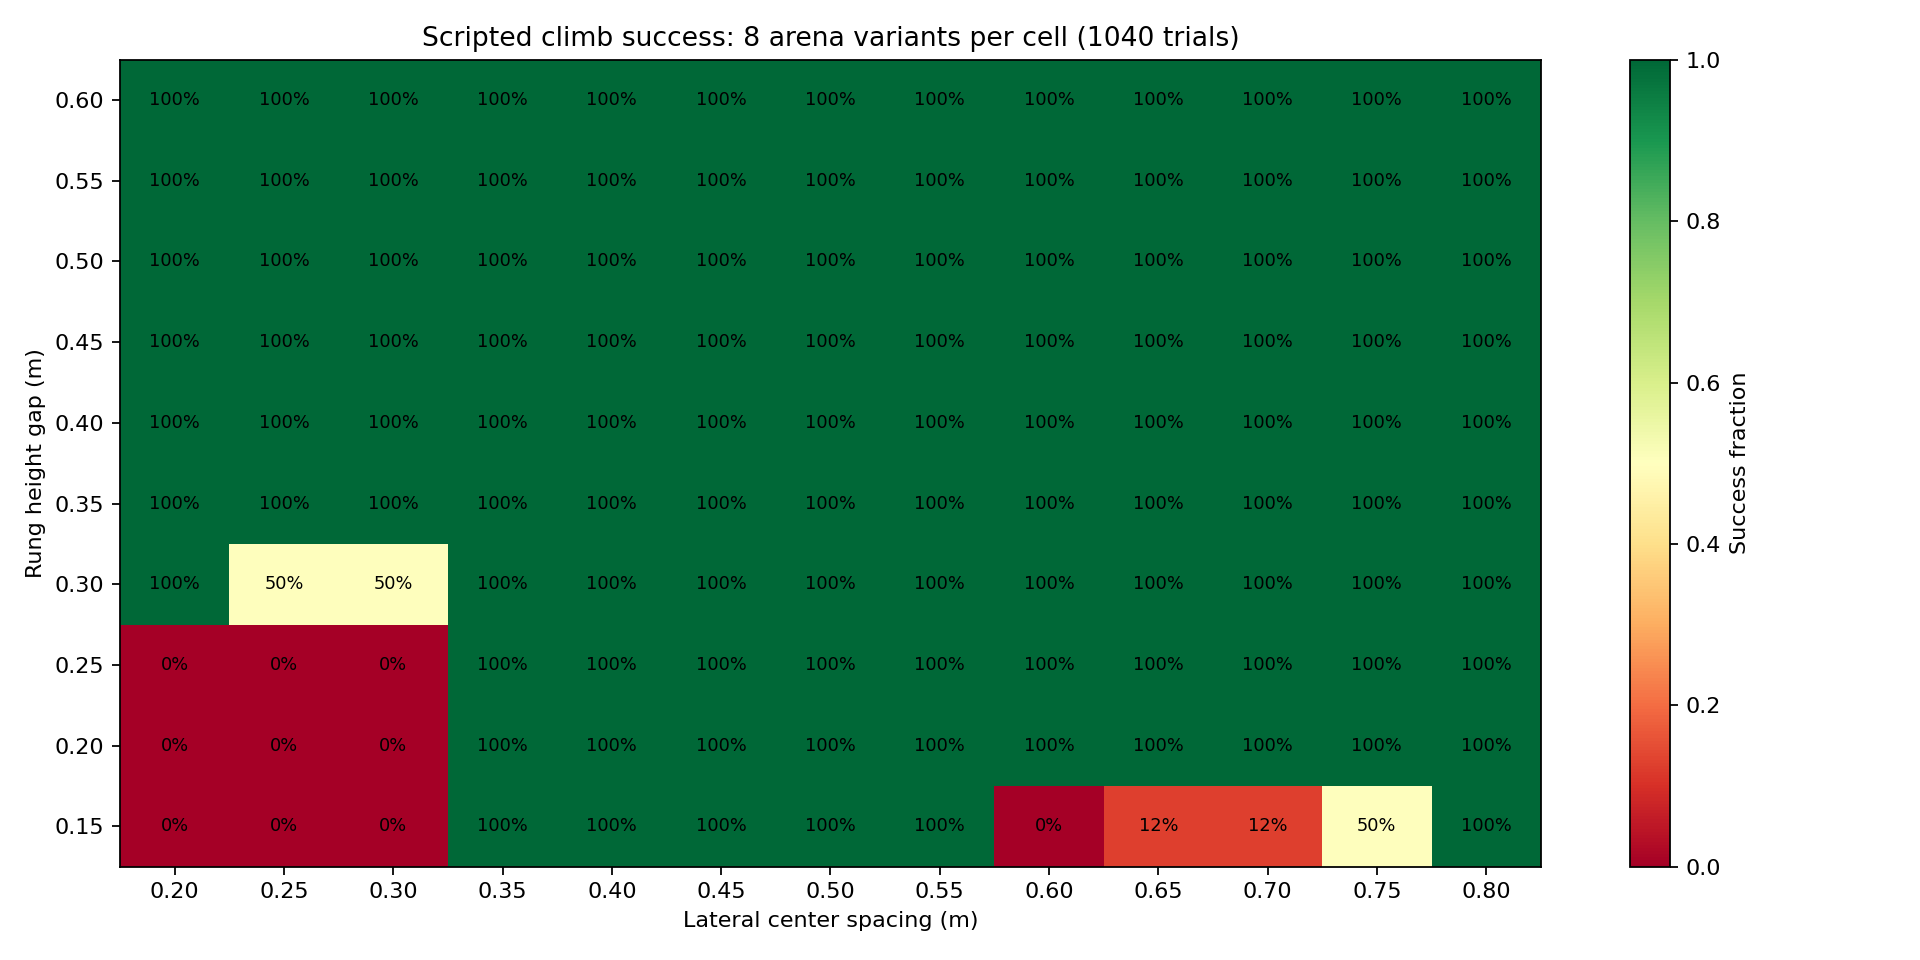 Scripted climb success: 8 arena variants per cell (1040 trials)
Rung height gap (m)
0.60 100% 100% 100% 100% 100% 100% 100% 100% 100% 100% 100% 100% 100%
0.55 100% 100% 100% 100% 100% 100% 100% 100% 100% 100% 100% 100% 100%
0.50 100% 100% 100% 100% 100% 100% 100% 100% 100% 100% 100% 100% 100%
0.45 100% 100% 100% 100% 100% 100% 100% 100% 100% 100% 100% 100% 100%
0.40 100% 100% 100% 100% 100% 100% 100% 100% 100% 100% 100% 100% 100%
0.35 100% 100% 100% 100% 100% 100% 100% 100% 100% 100% 100% 100% 100%
0.30 100% 50% 50% 100% 100% 100% 100% 100% 100% 100% 100% 100% 100%
0.25 0% 0% 0% 100% 100% 100% 100% 100% 100% 100% 100% 100% 100%
0.20 0% 0% 0% 100% 100% 100% 100% 100% 100% 100% 100% 100% 100%
0.15 0% 0% 0% 100% 100% 100% 100% 100% 0% 12% 12% 50% 100%
0.20 0.25 0.30 0.35 0.40 0.45 0.50 0.55 0.60 0.65 0.70 0.75 0.80
Lateral center spacing (m)
1.0
0.8
0.6
0.4
0.2
0.0
Success fraction